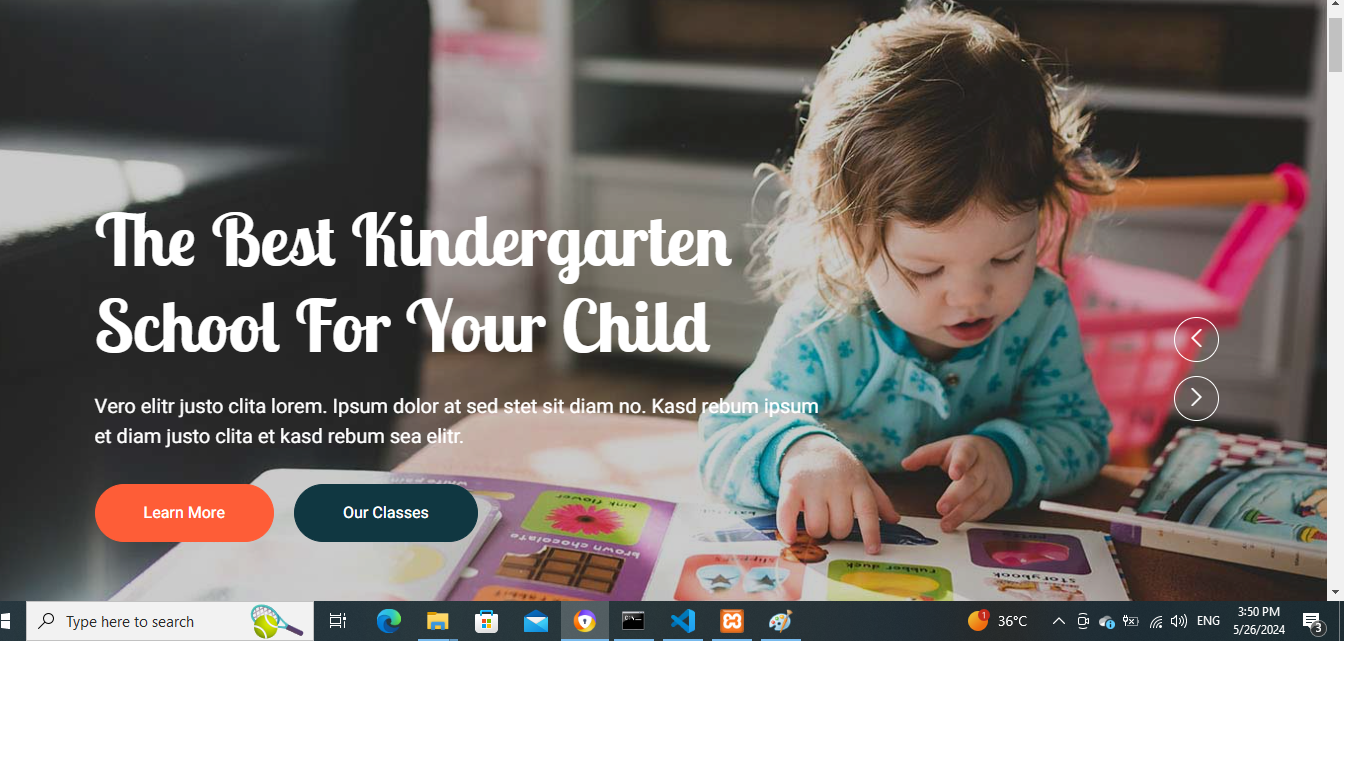 The Best Kindergarten
School For Your Child
Vero elitr justo clita lorem. Ipsum dolor at sed stet sit diam no. Kasd rebum ipsum
et diam justo clita et kasd rebum sea elitr.
Learn More
Our Classes
white pain
pink flower
brown chocolate
rubber duck
storybook
Type here to search
1
36°C
ENG
3:50 PM
5/26/2024
3